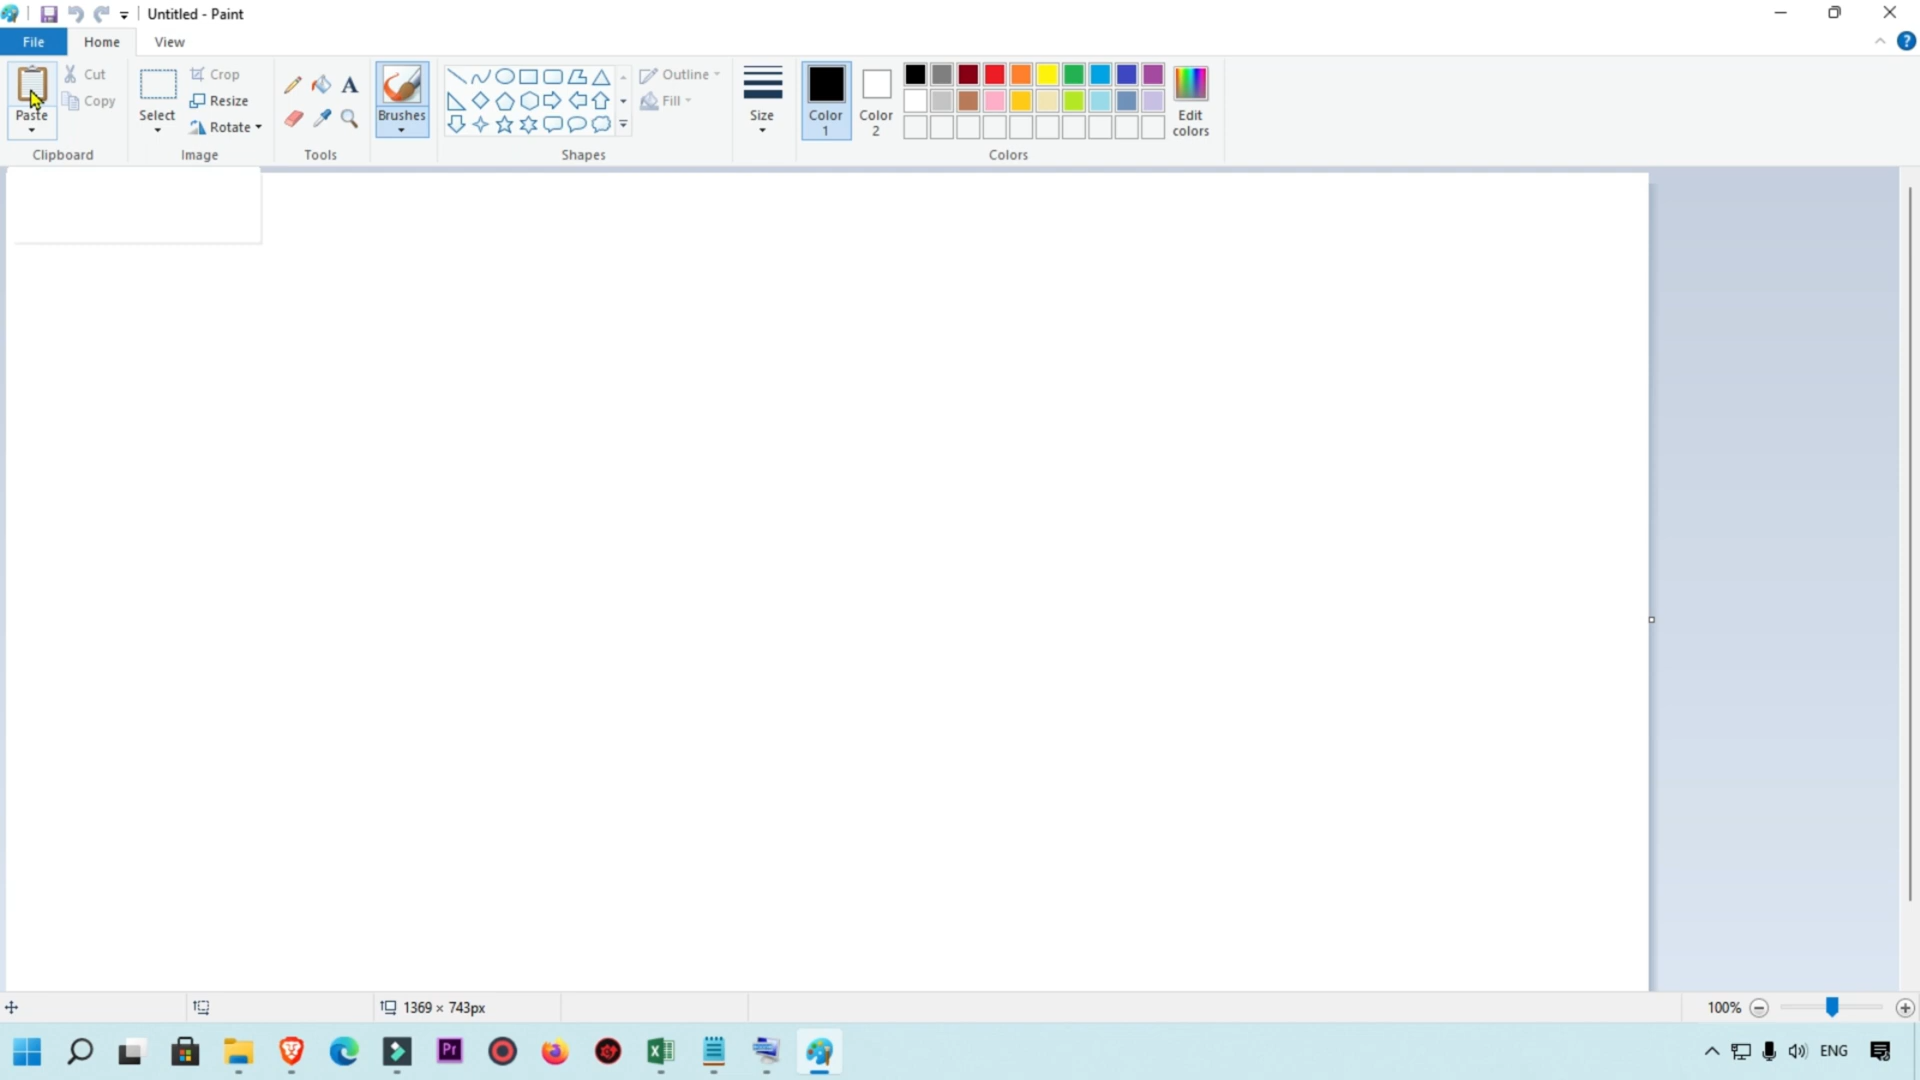 Untitled - Paint
File Home View ?
Paste Cut Copy
Select Crop Resize Rotate
A
Brushes
Outline Fill
Size
Color 1 Color 2
Edit colors
Clipboard Image Tools Shapes Colors
1369 × 743px 100%
Pr ENG